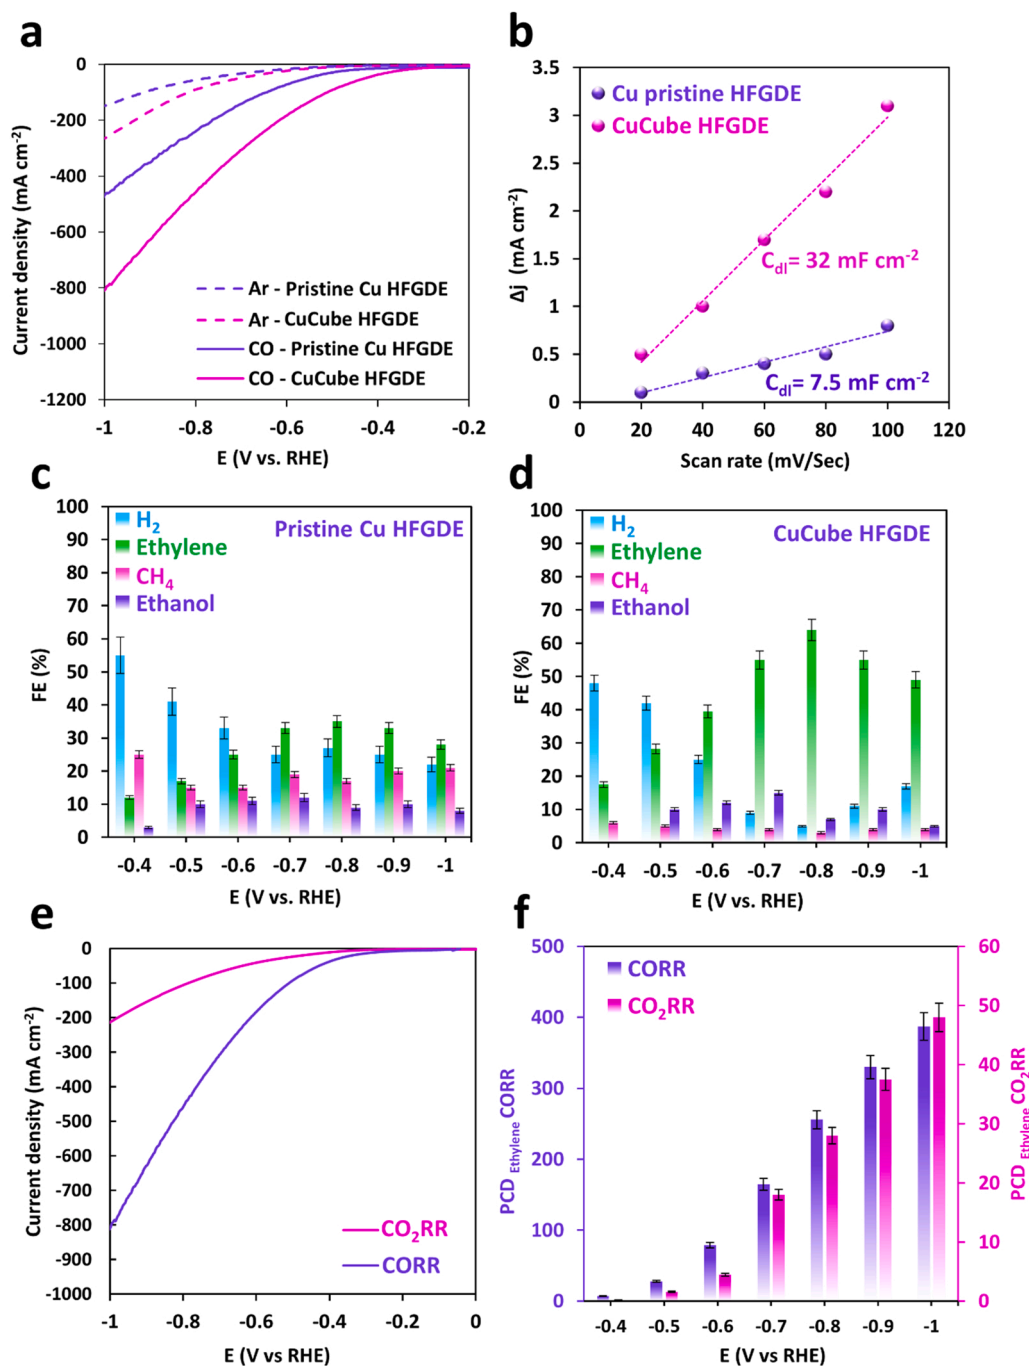 a
0
-200
-400
-600
-800
-1000
-1200
Current density (mA cm-2)
Ar - Pristine Cu HFGDE
Ar - CuCube HFGDE
CO - Pristine Cu HFGDE
CO - CuCube HFGDE
-1 -0.8 -0.6 -0.4 -0.2
E (V vs. RHE)
b
3.5
3
2.5
2
1.5
1
0.5
0
Δj (mA cm-2)
Cu pristine HFGDE
CuCube HFGDE
Cdl= 32 mF cm-2
Cdl= 7.5 mF cm-2
0 20 40 60 80 100 120
Scan rate (mV/Sec)
c
100
90
80
70
60
50
40
30
20
10
0
FE (%)
H2
Ethylene
CH4
Ethanol
Pristine Cu HFGDE
-0.4 -0.5 -0.6 -0.7 -0.8 -0.9 -1
E (V vs. RHE)
d
100
90
80
70
60
50
40
30
20
10
0
FE (%)
H2
Ethylene
CH4
Ethanol
CuCube HFGDE
-0.4 -0.5 -0.6 -0.7 -0.8 -0.9 -1
E (V vs. RHE)
e
0
-100
-200
-300
-400
-500
-600
-700
-800
-900
-1000
Current density (mA cm-2)
CO2RR
CORR
-1 -0.8 -0.6 -0.4 -0.2 0
E (V vs RHE)
f
500
400
300
200
100
0
PCD Ethylene CORR
CORR
CO2RR
60
50
40
30
20
10
0
PCD Ethylene CO2RR
-0.4 -0.5 -0.6 -0.7 -0.8 -0.9 -1
E (V vs RHE)